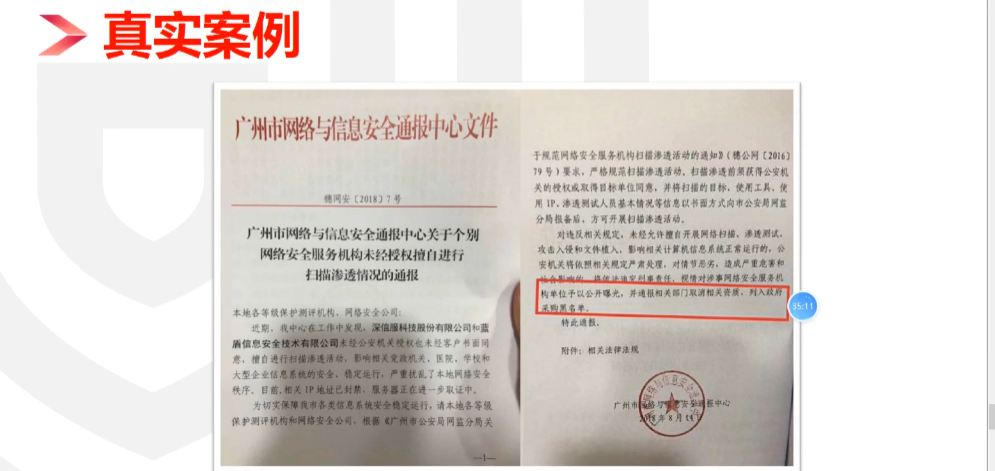 真实案例
广州市网络与信息安全通报中心文件
穗网安〔2018〕7号
广州市网络与信息安全通报中心关于个别
网络安全服务机构未经授权擅自进行
扫描渗透情况的通报
本地各等级保护测评机构、网络安全公司:
近期,我中心在工作中发现,深信服科技股份有限公司和蓝
盾信息安全技术有限公司未经公安机关授权也未经客户书面同
意,擅自进行扫描渗透活动,影响相关党政机关、医院、学校和
大型企业信息系统的安全、稳定运行,严重扰乱了本地网络安全
秩序。目前,相关IP地址已封禁,服务器正在进一步取证中。
为切实保障我市各类信息系统安全稳定运行,请本地各等级
保护测评机构和网络安全公司,根据《广州市公安局网监分局关
—1—
于规范网络安全服务机构扫描渗透活动的通知》(穗公网〔2016〕
79号)要求,严格规范扫描渗透活动。扫描渗透前须获得公安机
关的授权或取得目标单位同意,并将扫描的目标、使用工具、使
用IP、渗透测试人员基本情况等信息以书面方式向市公安局网监
分局报备后,方可开展扫描渗透活动。
对违反相关规定,未经允许擅自开展网络扫描、渗透测试、
攻击入侵和文件植入,影响相关计算机信息系统正常运行的,公
安机关将依照相关规定严肃处理,对情节恶劣、造成严重危害和
社会影响的,将依法追究刑事责任,视情对涉事网络安全服务机
构单位予以公开曝光,并通报相关部门取消相关资质、列入政府
采购黑名单。
特此通报。
附件:相关法律法规
广州市网络与信息安全通报中心
2018年8月14日
35:11